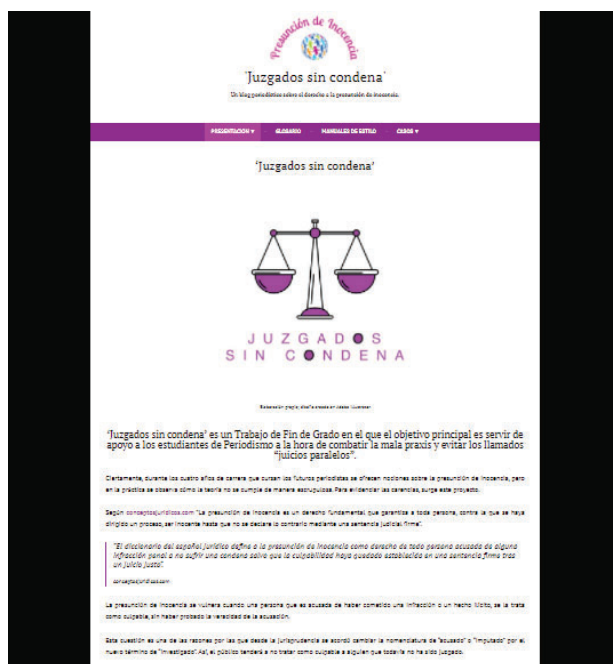 Presunción de Inocencia
'Juzgados sin condena'
Un blog periodístico sobre el derecho a la presunción de inocencia.
PRESENTACIÓN ▾ GLOSARIO MANUALES DE ESTILO CASOS ▾
'Juzgados sin condena'
JUZGADOS
SIN CONDENA
Elaboración propia, diseño creado en Adobe Illustrator
'Juzgados sin condena' es un Trabajo de Fin de Grado en el que el objetivo principal es servir de
apoyo a los estudiantes de Periodismo a la hora de combatir la mala praxis y evitar los llamados
"juicios paralelos".
Ciertamente, durante los cuatro años de carrera que cursan los futuros periodistas se ofrecen nociones sobre la presunción de inocencia, pero
en la práctica se observa cómo la teoría no se cumple de manera escrupulosa. Para evidenciar las carencias, surge este proyecto.
Según conceptosjuridicos.com "La presunción de inocencia es un derecho fundamental que garantiza a toda persona, contra la que se haya
dirigido un proceso, ser inocente hasta que no se declare lo contrario mediante una sentencia judicial firme".
"El diccionario del español jurídico define a la presunción de inocencia como derecho de toda persona acusada de alguna
infracción penal a no sufrir una condena salvo que la culpabilidad haya quedado establecida en una sentencia firme tras
un juicio justo".
conceptosjuridicos.com
La presunción de inocencia se vulnera cuando una persona que es acusada de haber cometido una infracción o un hecho ilícito, se la trata
como culpable, sin haber probado la veracidad de la acusación.
Esta cuestión es una de las razones por las que desde la jurisprudencia se acordó cambiar la nomenclatura de "acusado" o "imputado" por el
nuevo término de "investigado". Así, el público tenderá a no tratar como culpable a alguien que todavía no ha sido juzgado.